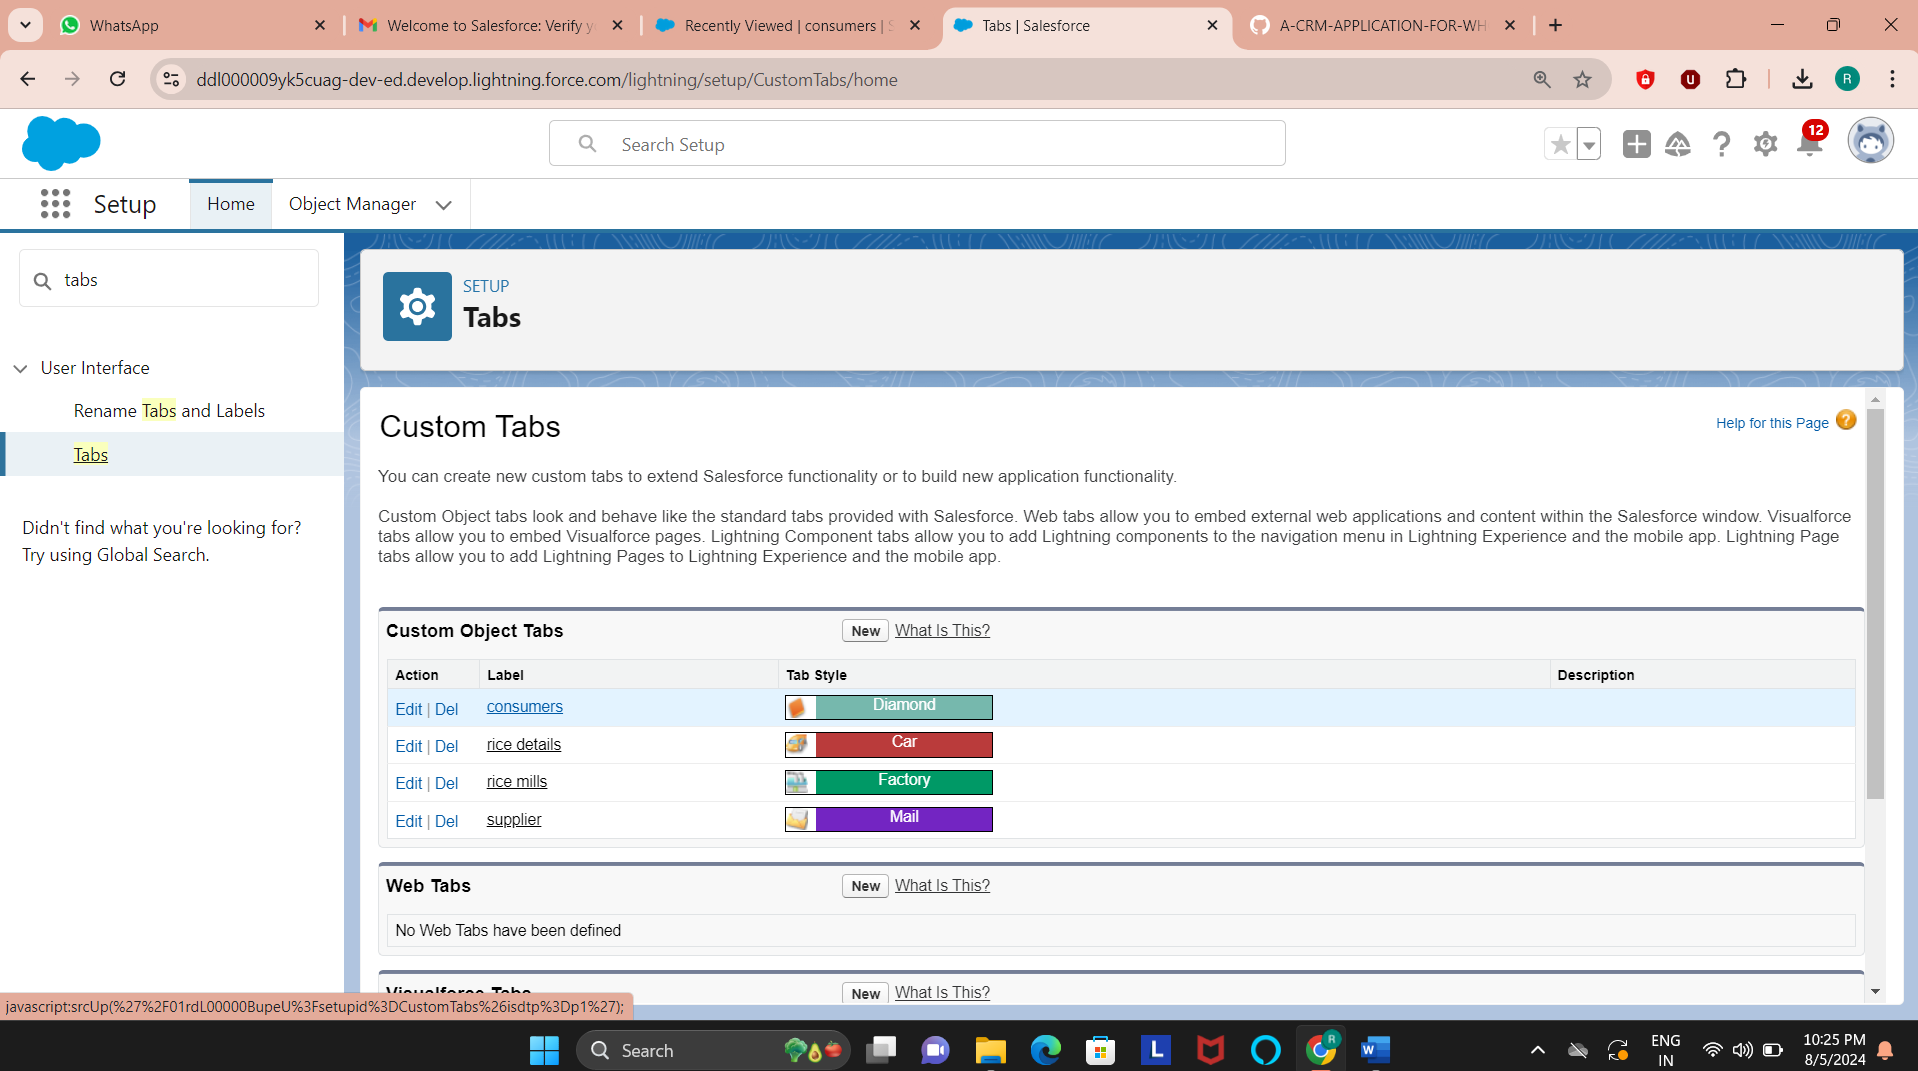 WhatsApp
Welcome to Salesforce: Verify yo
Recently Viewed | consumers | S
Tabs | Salesforce
A-CRM-APPLICATION-FOR-WH
ddl000009yk5cuag-dev-ed.develop.lightning.force.com/lightning/setup/CustomTabs/home
U
R
Search Setup
12
Setup
Home
Object Manager
tabs
User Interface
Rename Tabs and Labels
Tabs
Didn't find what you're looking for?
Try using Global Search.
SETUP
Tabs
Custom Tabs
Help for this Page
?
You can create new custom tabs to extend Salesforce functionality or to build new application functionality.
Custom Object tabs look and behave like the standard tabs provided with Salesforce. Web tabs allow you to embed external web applications and content within the Salesforce window. Visualforce
tabs allow you to embed Visualforce pages. Lightning Component tabs allow you to add Lightning components to the navigation menu in Lightning Experience and the mobile app. Lightning Page
tabs allow you to add Lightning Pages to Lightning Experience and the mobile app.
Custom Object Tabs New What Is This?
Action Label Tab Style Description
Edit | Del consumers Diamond
Edit | Del rice details Car
Edit | Del rice mills Factory
Edit | Del supplier Mail
Web Tabs New What Is This?
No Web Tabs have been defined
Visualforce Tabs New What Is This?
javascript:srcUp(%27%2F01rdL00000BupeU%3Fsetupid%3DCustomTabs%26isdtp%3Dp1%27);
Search
L
R
W
ENG
IN
10:25 PM
8/5/2024